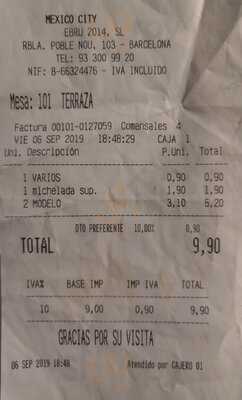 MEXICO CITY
EBRU 2014, SL
RBLA. POBLE NOU, 103 - BARCELONA
TEL: 93 300 99 20
NIF: B-66324476 - IVA INCLUIDO
Mesa: 101 TERRAZA
Factura 00101-0127059 Comensales 4
VIE 06 SEP 2019 18:48:29 CAJA 1
Uni. Descripción P.Uni. Total
1 VARIOS 0,90 0,90
1 michelada sup. 1,90 1,90
2 MODELO 3,10 6,20
DTO PREFERENTE 10,00% 0,90
TOTAL 9,90
IVA% BASE IMP IMP IVA TOTAL
10 9,00 0,90 9,90
GRACIAS POR SU VISITA
06 SEP 2019 18:48 Atendido por CAJERO 01